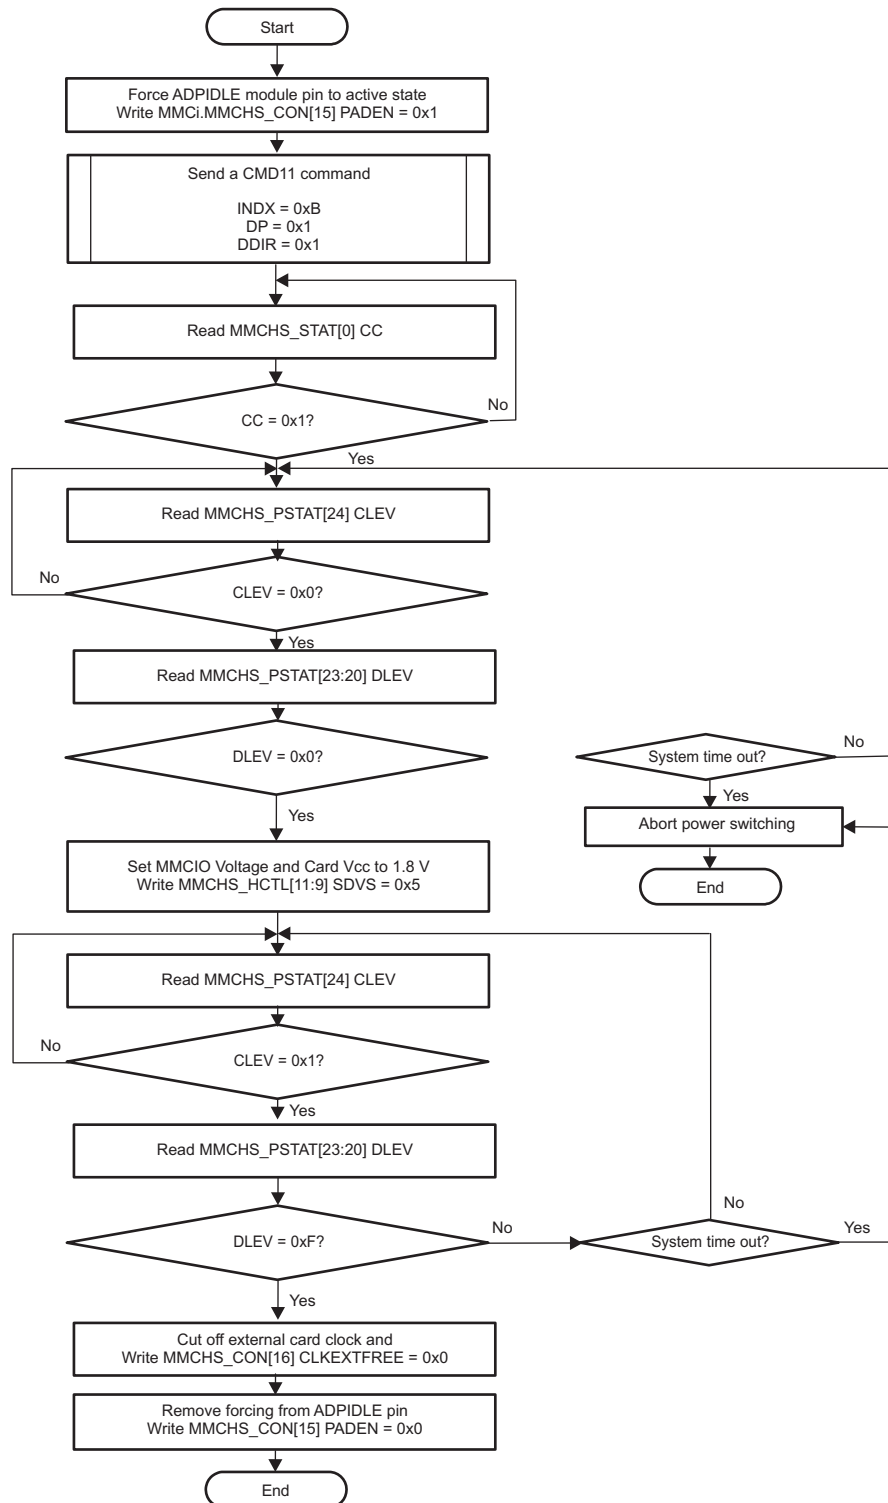 Start
Force ADPIDLE module pin to active state
Write MMCi.MMCHS_CON[15] PADEN = 0x1
Send a CMD11 command
INDX = 0xB
DP = 0x1
DDIR = 0x1
Read MMCHS_STAT[0] CC
CC = 0x1?
No
Yes
Read MMCHS_PSTAT[24] CLEV
No
CLEV = 0x0?
Yes
Read MMCHS_PSTAT[23:20] DLEV
DLEV = 0x0?
System time out?
No
Yes
Yes
Abort power switching
End
Set MMCIO Voltage and Card Vcc to 1.8 V
Write MMCHS_HCTL[11:9] SDVS = 0x5
Read MMCHS_PSTAT[24] CLEV
No
CLEV = 0x1?
Yes
Read MMCHS_PSTAT[23:20] DLEV
DLEV = 0xF?
No
System time out?
No
Yes
Yes
Cut off external card clock and
Write MMCHS_CON[16] CLKEXTFREE = 0x0
Remove forcing from ADPIDLE pin
Write MMCHS_CON[15] PADEN = 0x0
End